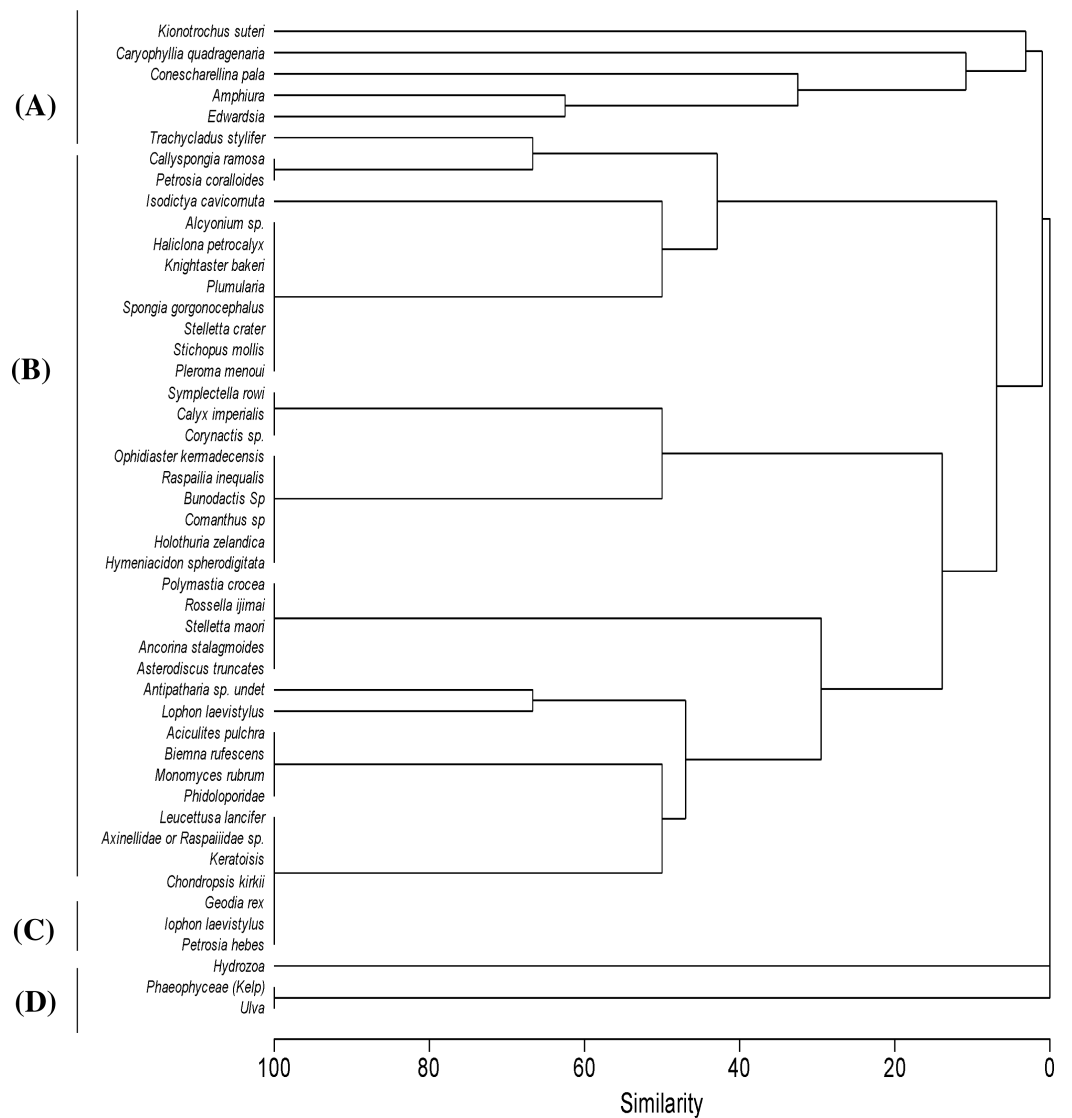 Kionotrochus suteri
Caryophyllia quadragenaria
Conescharellina pala
(A)
Amphiura
Edwardsia
Trachycladus stylifer
Callyspongia ramosa
Petrosia coralloides
Isodictya cavicornuta
Alcyonium sp.
Haliclona petrocalyx
Knightaster bakeri
Plumularia
Spongia gorgonocephalus
Stelletta crater
Stichopus mollis
(B)
Pleroma menoui
Symplectella rowi
Calyx imperialis
Corynactis sp.
Ophidiaster kermadecensis
Raspailia inequalis
Bunodactis Sp
Comanthus sp
Holothuria zelandica
Hymeniacidon spherodigitata
Polymastia crocea
Rossella ijimai
Stelletta maori
Ancorina stalagmoides
Asterodiscus truncates
Antipatharia sp. undet
Lophon laevistylus
Aciculites pulchra
Biemna rufescens
Monomyces rubrum
Phidoloporidae
Leucettusa lancifer
Axinellidae or Raspaiiidae sp.
Keratoisis
Chondropsis kirkii
Geodia rex
(C)
Iophon laevistylus
Petrosia hebes
Hydrozoa
Phaeophyceae (Kelp)
(D)
Ulva
100 80 60 40 20 0
Similarity